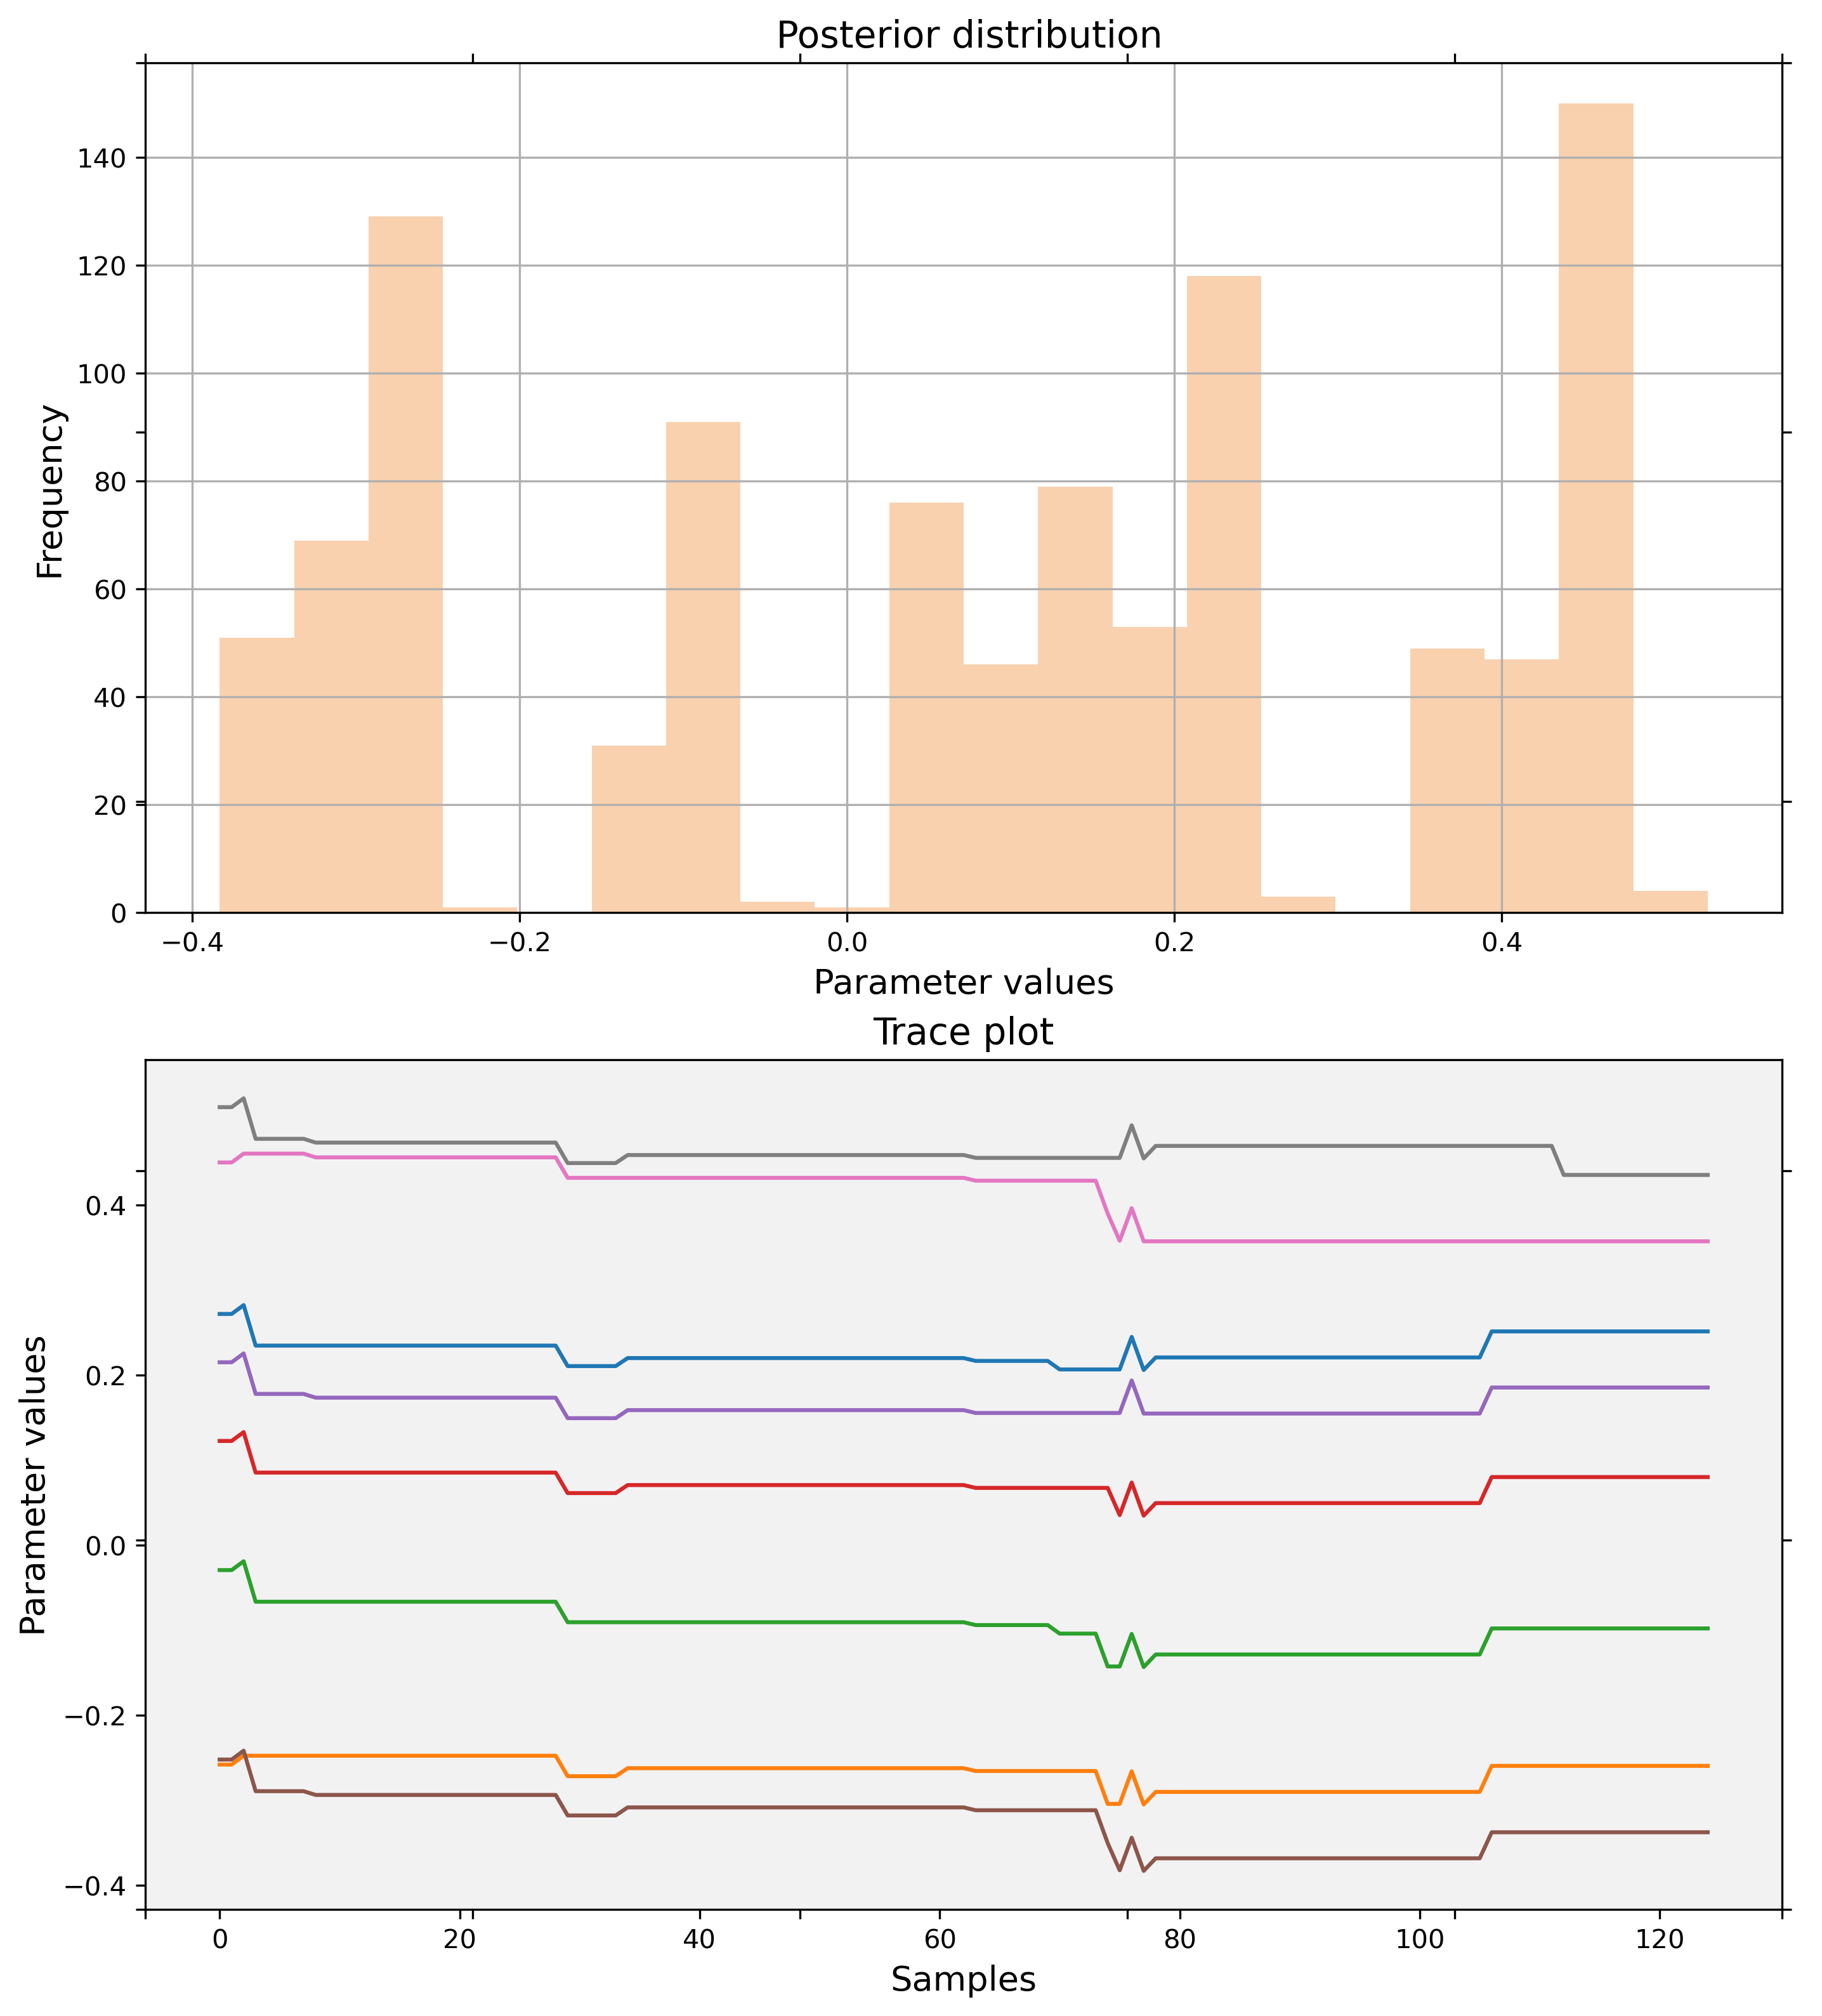 Posterior distribution
140
120
100
80
60
40
20
0
Frequency
−0.4 −0.2 0.0 0.2 0.4
Parameter values
Trace plot
0.4
0.2
0.0
−0.2
−0.4
Parameter values
0 20 40 60 80 100 120
Samples